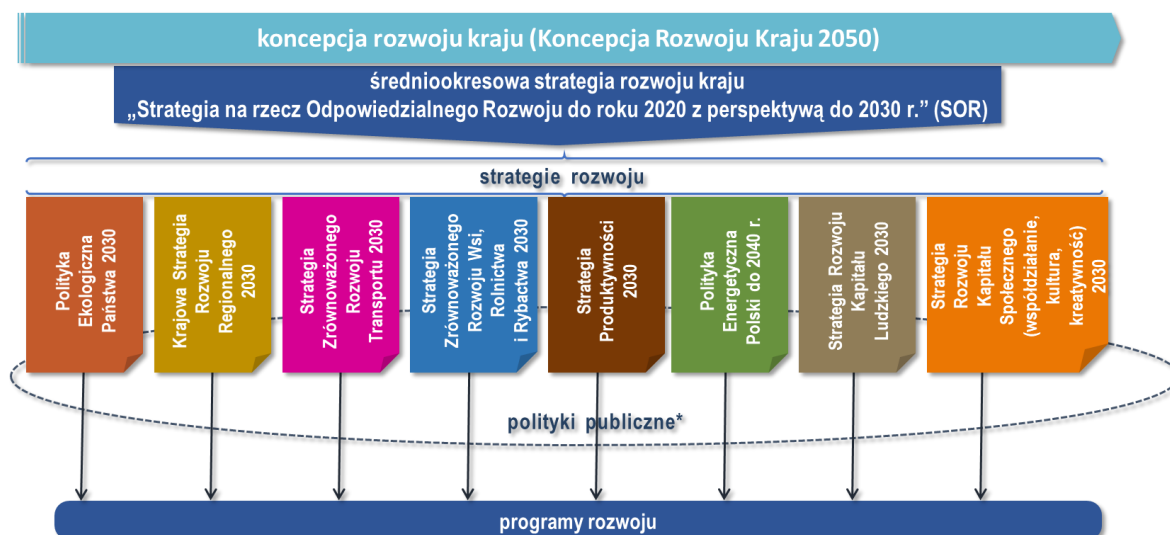 koncepcja rozwoju kraju (Koncepcja Rozwoju Kraju 2050)
średniookresowa strategia rozwoju kraju
„Strategia na rzecz Odpowiedzialnego Rozwoju do roku 2020 z perspektywą do 2030 r.” (SOR)
strategie rozwoju
Polityka
Ekologiczna
Państwa 2030
Krajowa Strategia
Rozwoju
Regionalnego
2030
Strategia
Zrównoważonego
Rozwoju
Transportu 2030
Strategia
Zrównoważonego
Rozwoju Wsi,
Rolnictwa
i Rybactwa 2030
Strategia
Produktywności
2030
Polityka
Energetyczna
Polski do 2040 r.
Strategia Rozwoju
Kapitału
Ludzkiego 2030
Strategia
Rozwoju
Kapitału
Społecznego
(współdziałanie,
kultura,
kreatywność)
2030
polityki publiczne*
programy rozwoju